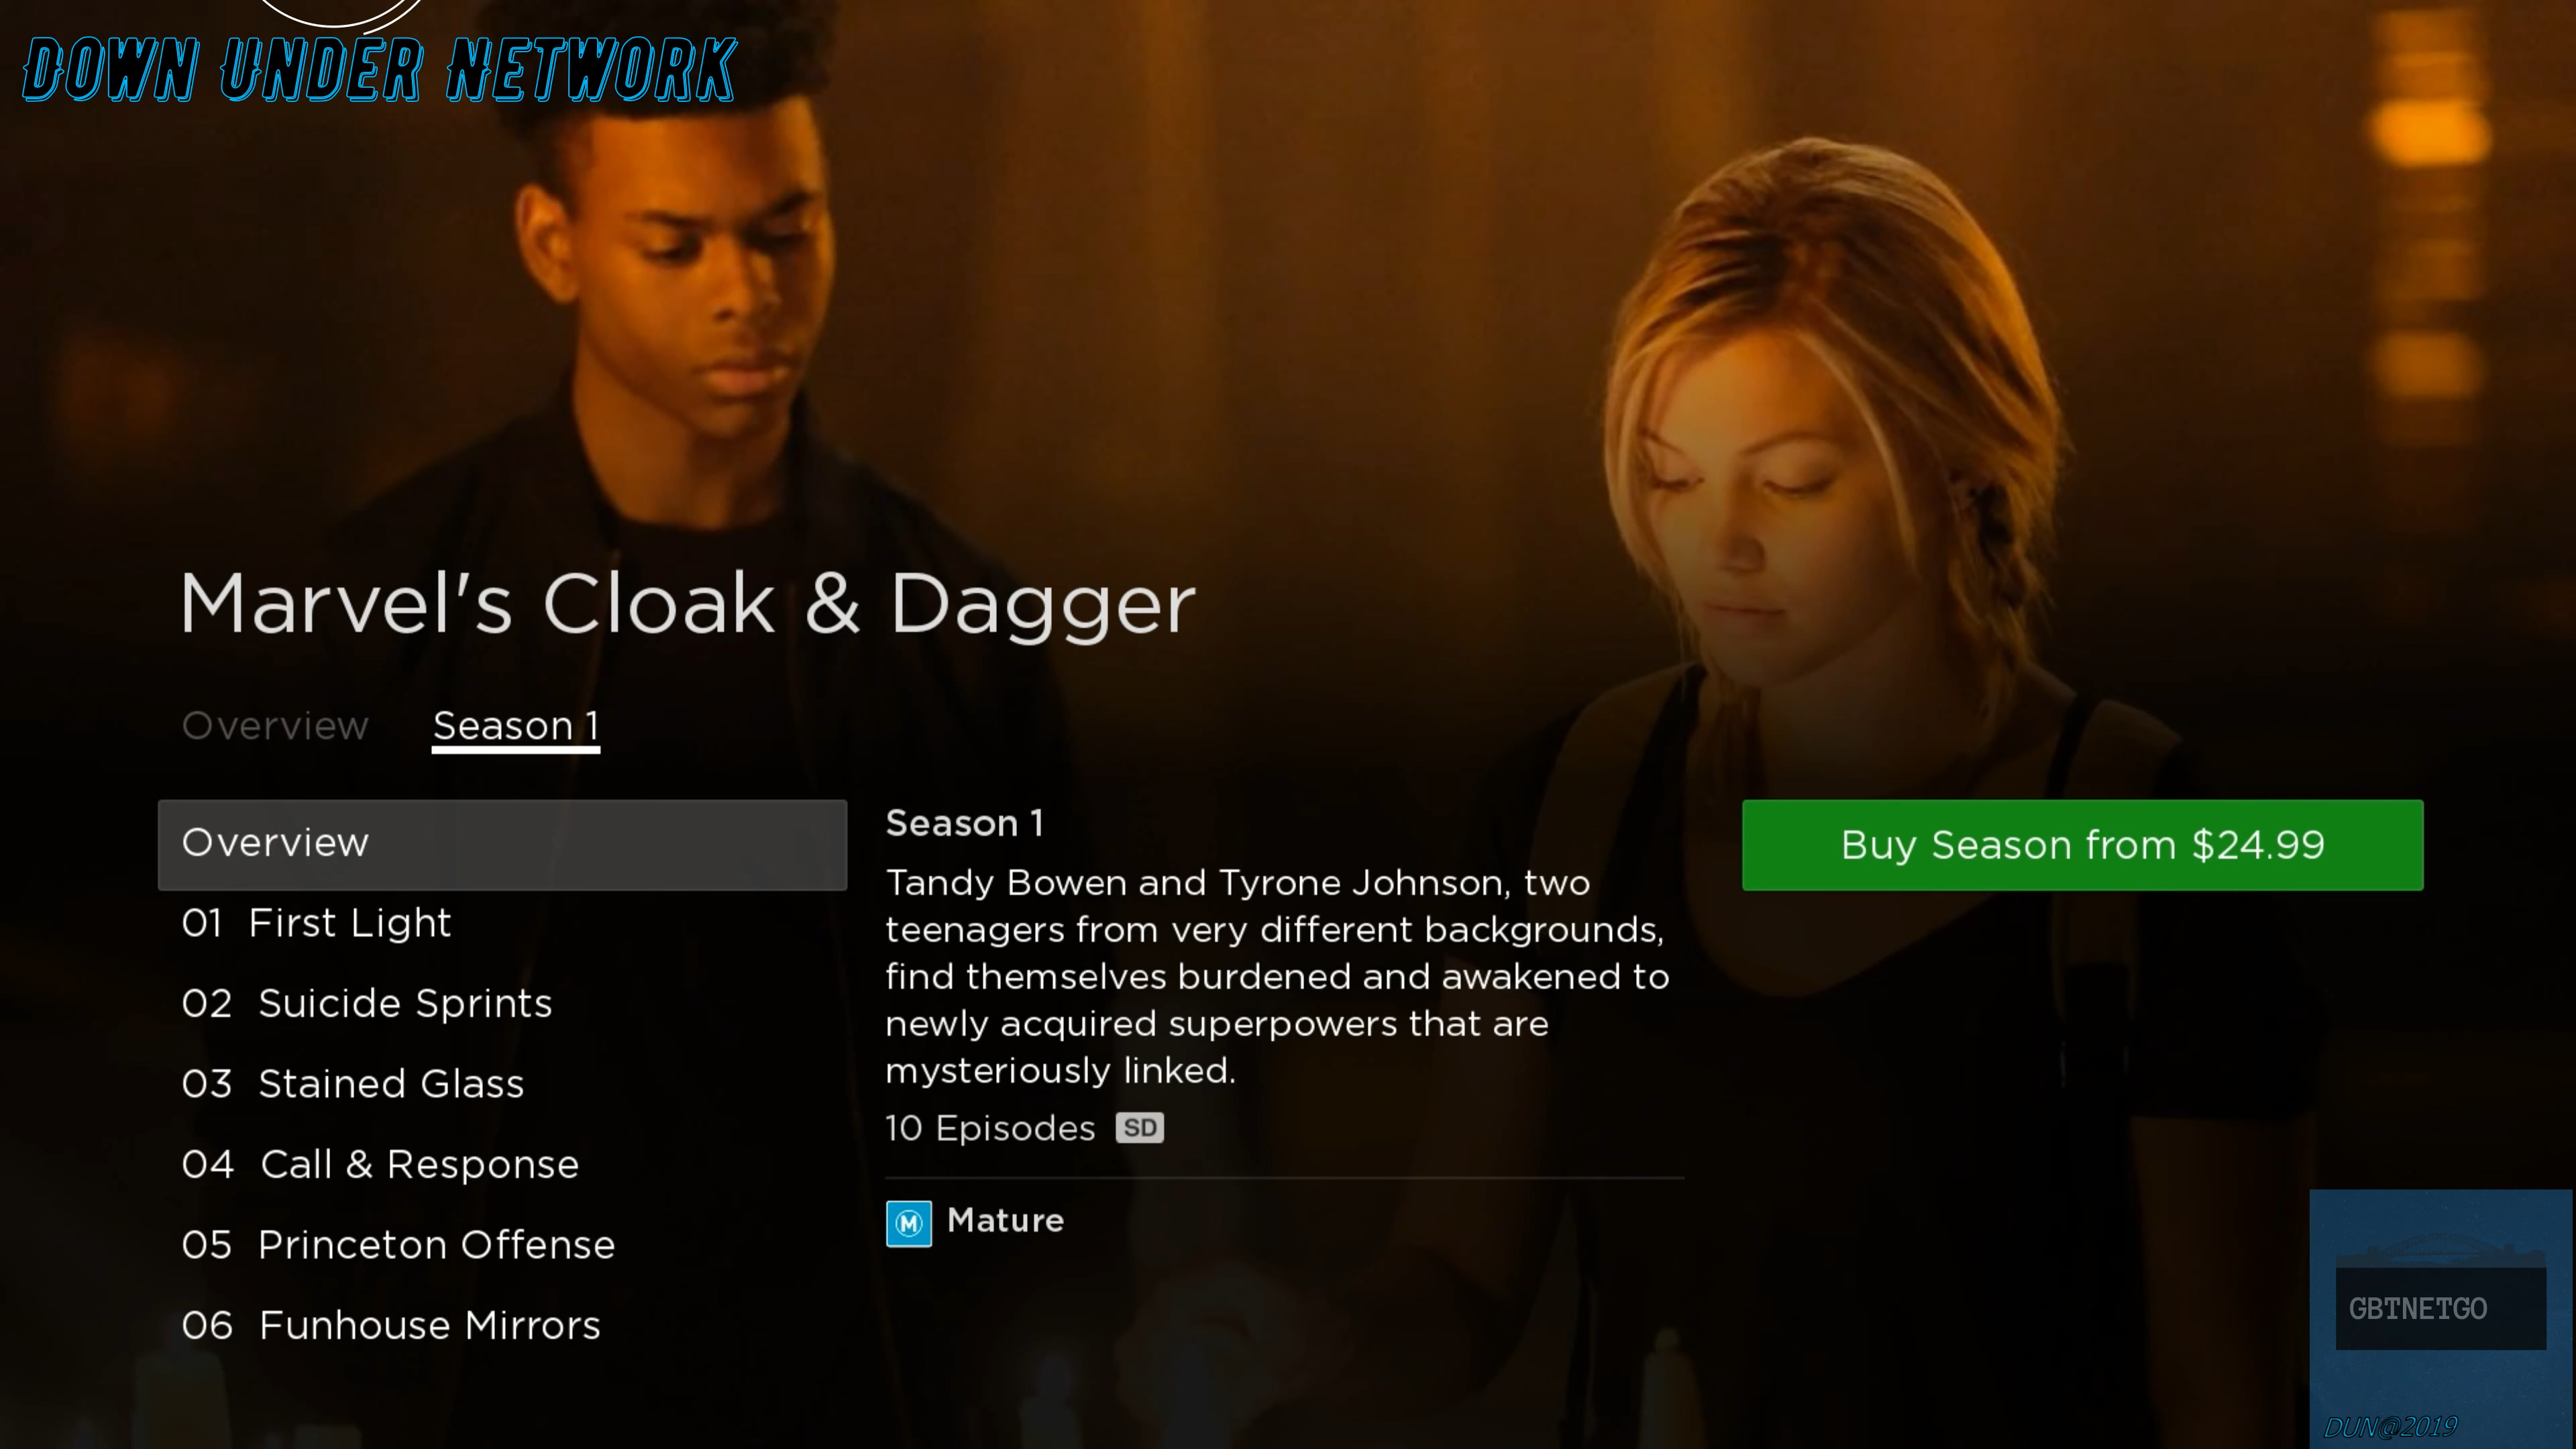 DOWN UNDER NETWORK
Marvel's Cloak & Dagger
Overview Season 1
Overview
01 First Light
02 Suicide Sprints
03 Stained Glass
04 Call & Response
05 Princeton Offense
06 Funhouse Mirrors
Season 1
Tandy Bowen and Tyrone Johnson, two
teenagers from very different backgrounds,
find themselves burdened and awakened to
newly acquired superpowers that are
mysteriously linked.
10 Episodes SD
M Mature
Buy Season from $24.99
GBTNETGO
DUN@2019